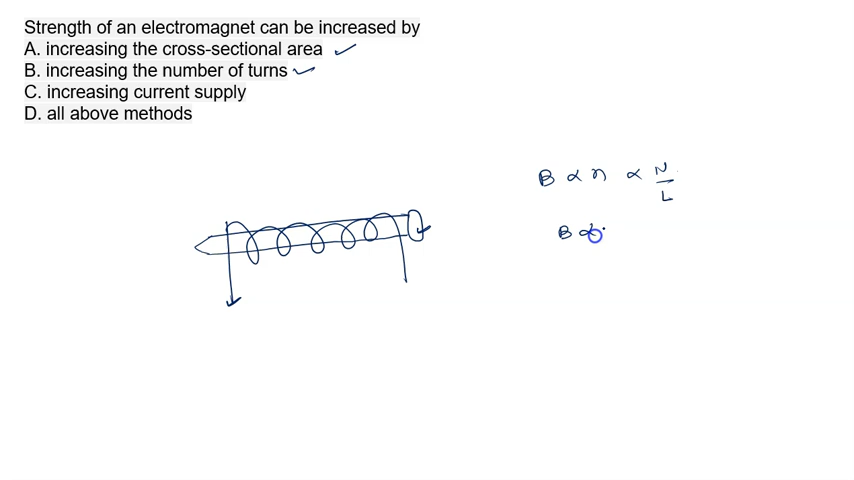 Strength of an electromagnet can be increased by
A. increasing the cross-sectional area
B. increasing the number of turns
C. increasing current supply
D. all above methods
B ∝ n ∝ N/L
B ∝